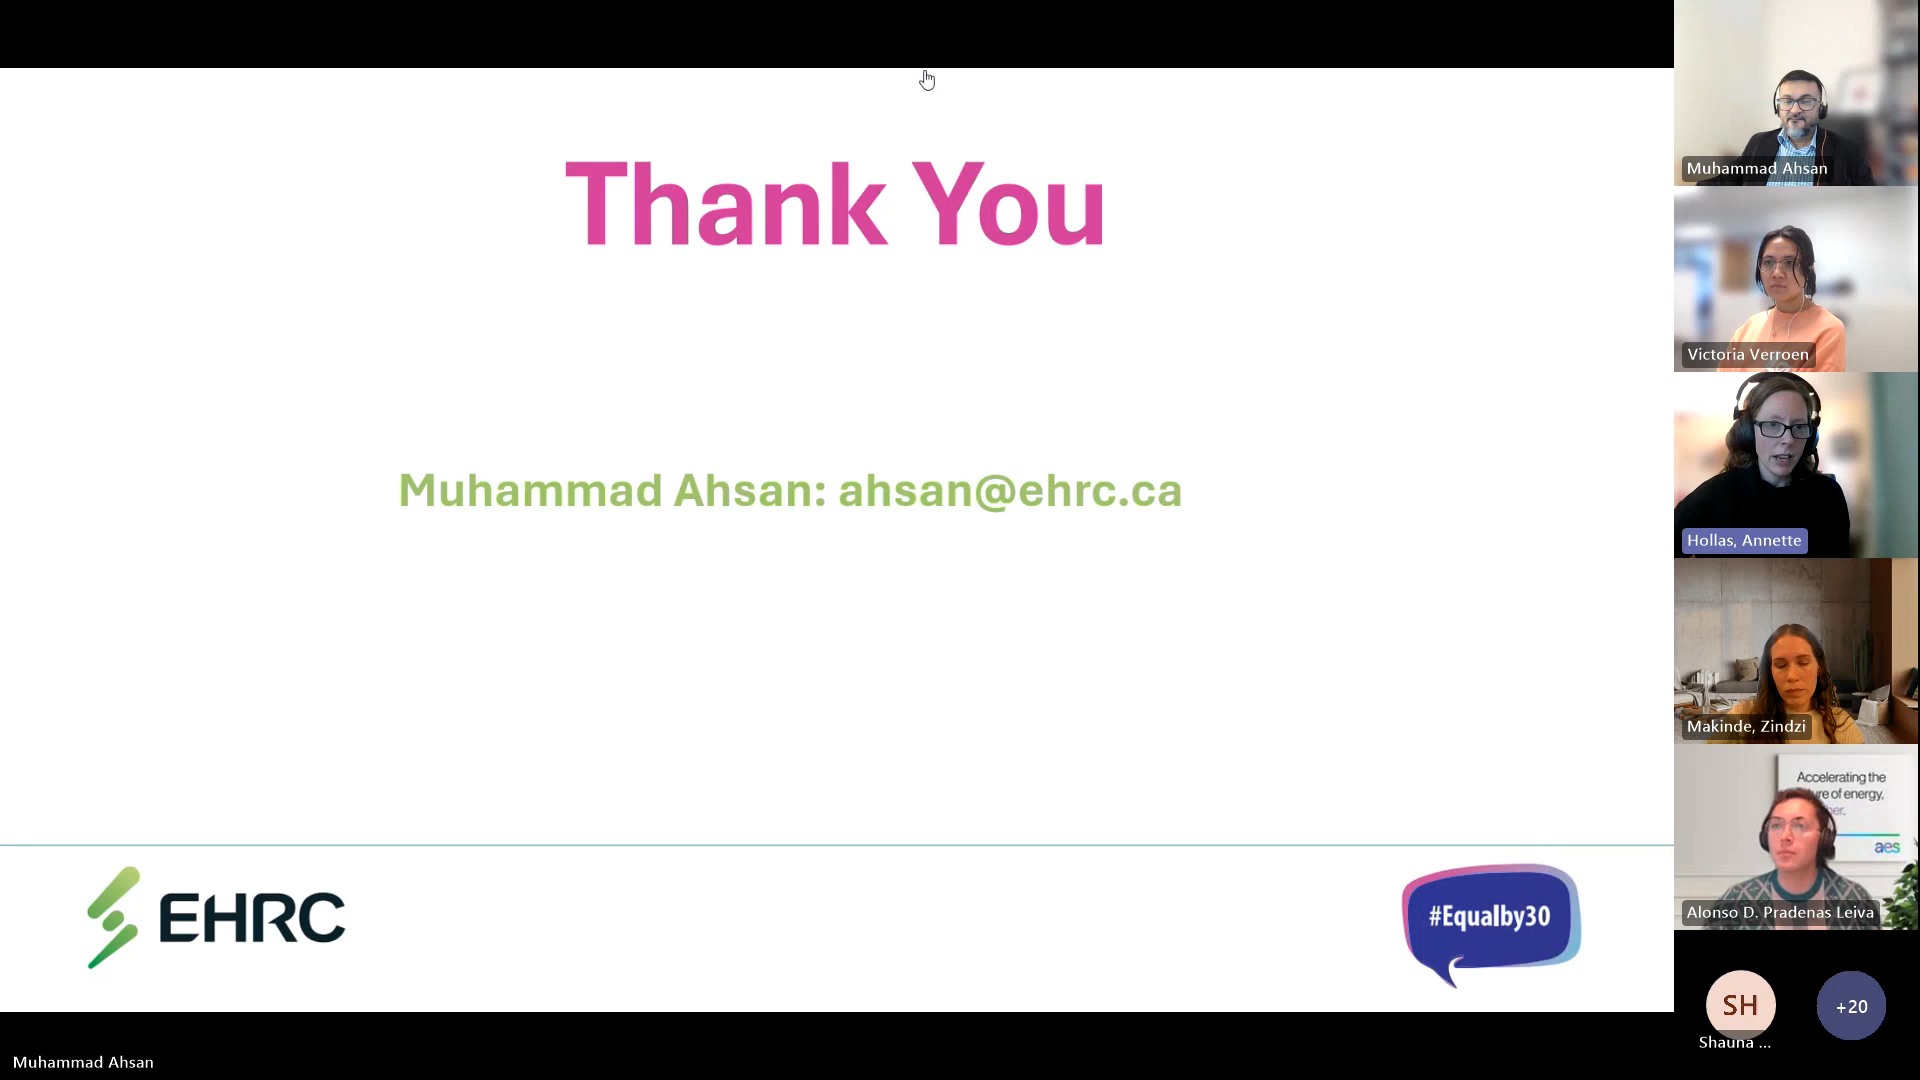 Thank You
Muhammad Ahsan: ahsan@ehrc.ca
EHRC
#Equalby30
Muhammad Ahsan
Muhammad Ahsan
Victoria Verroen
Hollas, Annette
Makinde, Zindzi
Accelerating the
of energy,
aes
Alonso D. Pradenas Leiva
SH
Shauna ...
+20